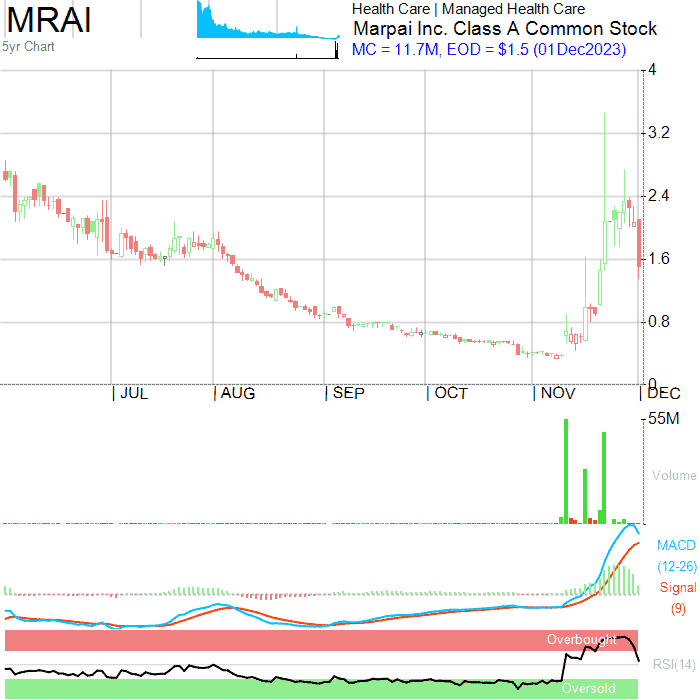 MRAI
5yr Chart
Health Care | Managed Health Care
Marpai Inc. Class A Common Stock
MC = 11.7M, EOD = $1.5 (01Dec2023)
4
3.2
2.4
1.6
0.8
0
| JUL | AUG | SEP | OCT | NOV | DEC
55M
Volume
MACD
(12-26)
Signal
(9)
Overbought
RSI(14)
Oversold